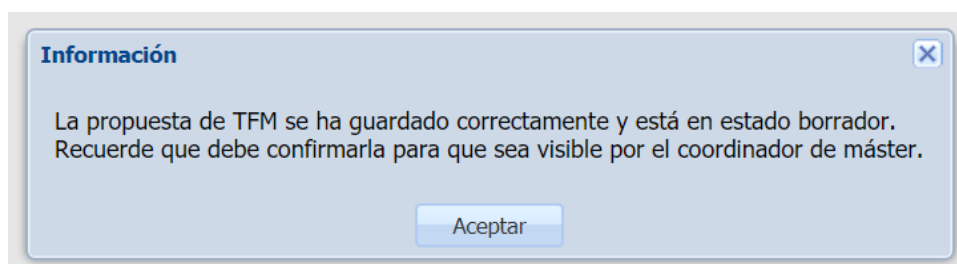 Información
La propuesta de TFM se ha guardado correctamente y está en estado borrador.
Recuerde que debe confirmarla para que sea visible por el coordinador de máster.
Aceptar